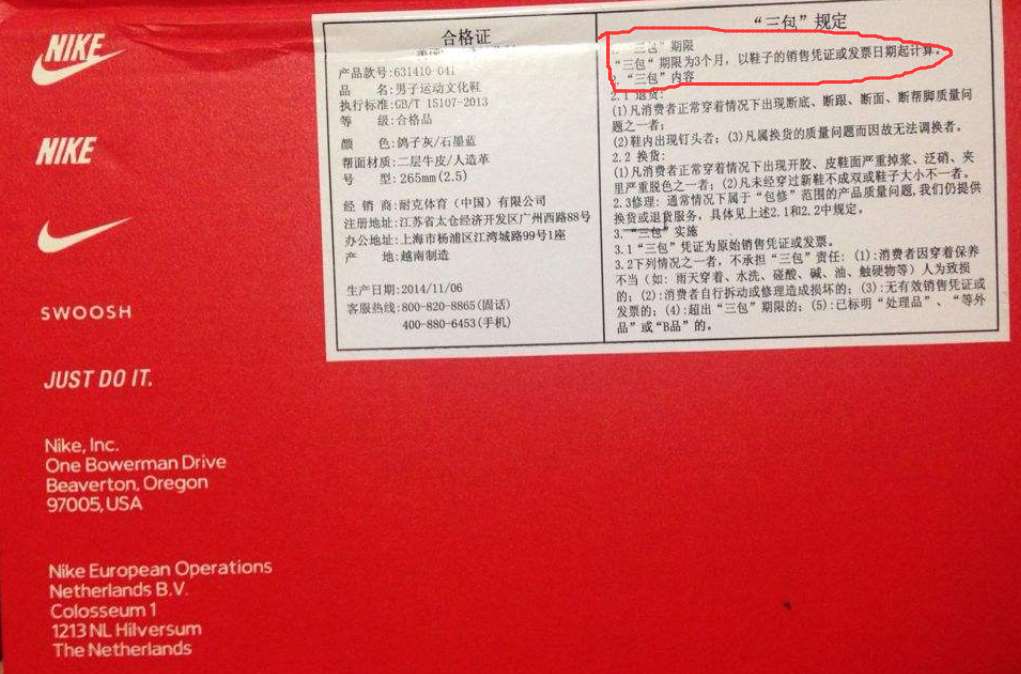 NIKE
NIKE
SWOOSH
JUST DO IT.
Nike, Inc.
One Bowerman Drive
Beaverton, Oregon
97005, USA
Nike European Operations
Netherlands B.V.
Colosseum 1
1213 NL Hilversum
The Netherlands
合格证
产品款号:631410-041
品 名:男子运动文化鞋
执行标准:GB/T 15107-2013
等 级:合格品
颜 色:鸽子灰/石墨蓝
帮面材质:二层牛皮/人造革
号 型:265mm(2.5)
经 销 商:耐克体育（中国）有限公司
注册地址:江苏省太仓经济开发区广州西路88号
办公地址:上海市杨浦区江湾城路99号1座
产 地:越南制造
生产日期:2014/11/06
客服热线:800-820-8865(固话)
400-880-6453(手机)
“三包”规定
1. “三包”期限
“三包“期限为3个月，以鞋子的销售凭证或发票日期起计算。
2. “三包”内容
2.1 退货:
(1)凡消费者正常穿着情况下出现断底、断跟、断面、断帮脚质量问
题之一者;
(2)鞋内出现钉头者; (3)凡属换货的质量问题而因故无法调换者。
2.2 换货:
(1)凡消费者正常穿着情况下出现开胶、皮鞋面严重掉浆、泛硝、夹
里严重脱色之一者; (2)凡未经穿过新鞋不成双或鞋子大小不一者。
2.3修理: 通常情况下属于“包修”范围的产品质量问题,我们仍提供
换货或退货服务，具体见上述2.1和2.2中规定。
3. “三包”实施
3.1“三包”凭证为原始销售凭证或发票。
3.2下列情况之一者，不承担“三包”责任: (1):消费者因穿着保养
不当(如: 雨天穿着、水洗、碰酸、碱、油、触硬物等）人为致损
的; (2):消费者自行拆动或修理造成损坏的; (3):无有效销售凭证或
发票的; (4):超出“三包”期限的; (5):已标明“处理品”、“等外
品”或“B品”的。